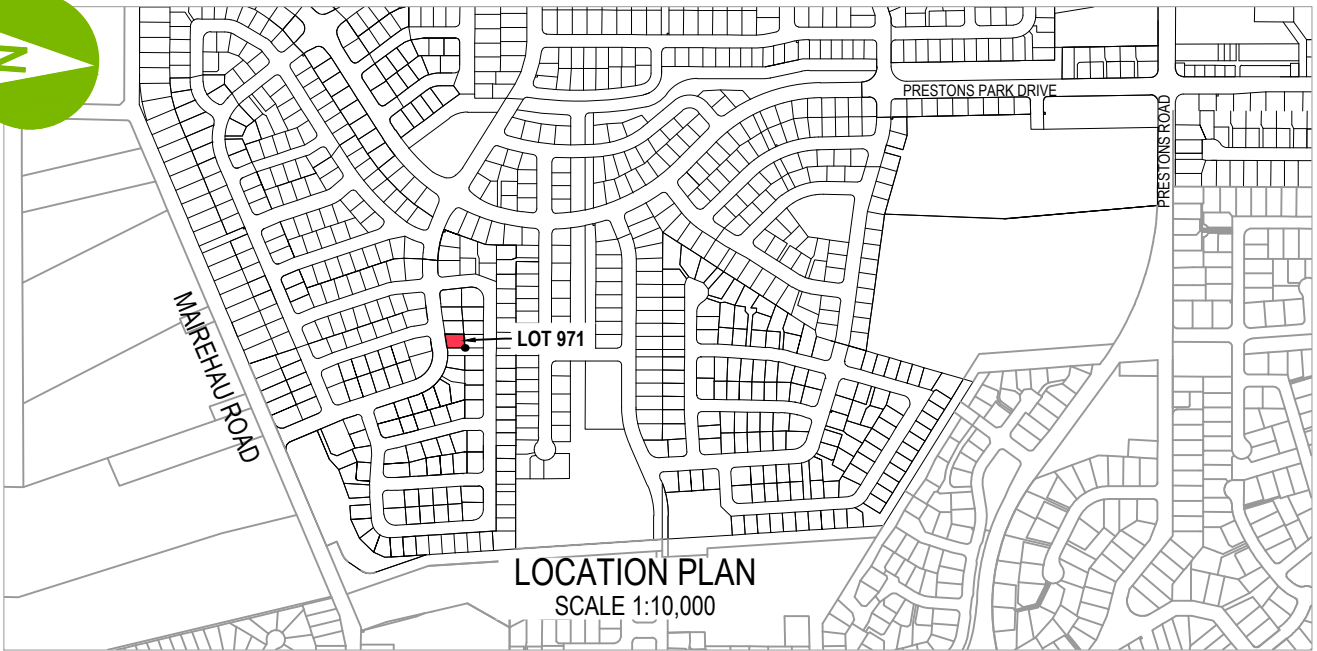 N
PRESTONS PARK DRIVE
PRESTONS ROAD
MAIREHAU ROAD
LOT 971
LOCATION PLAN
SCALE 1:10,000